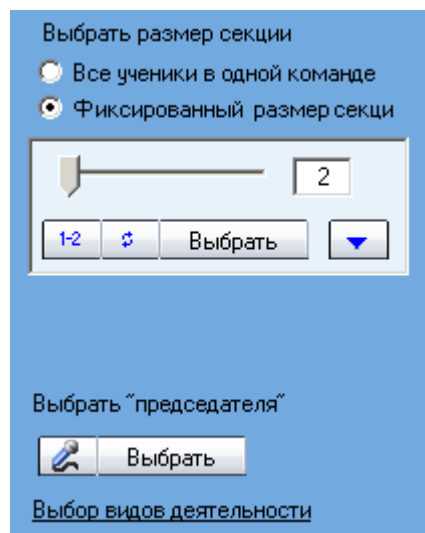 Выбрать размер секции
Все ученики в одной команде
Фиксированный размер секци
2
1-2 Выбрать
Выбрать "председателя"
Выбрать
Выбор видов деятельности